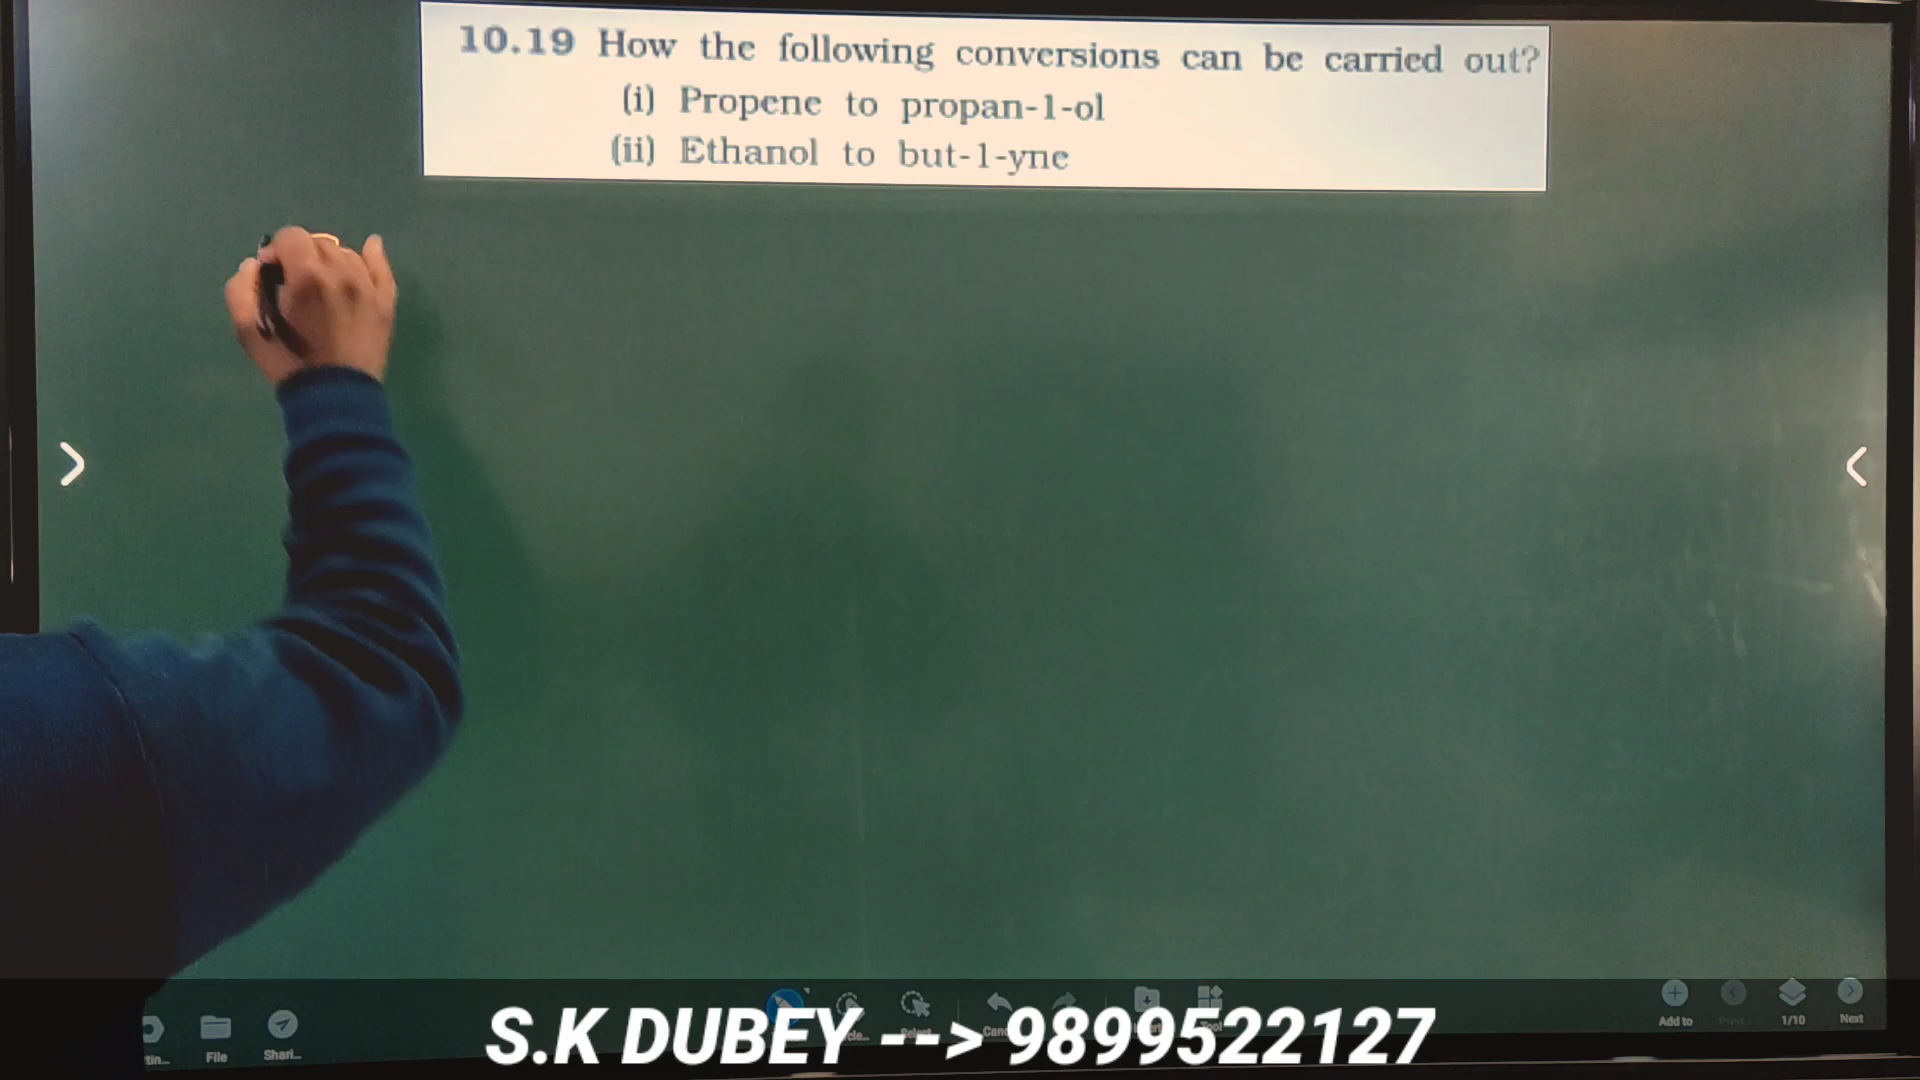 10.19 How the following conversions can be carried out?
(i) Propene to propan-1-ol
(ii) Ethanol to but-1-yne
File
Shari...
Add to
1/10
Next
S.K DUBEY --> 9899522127